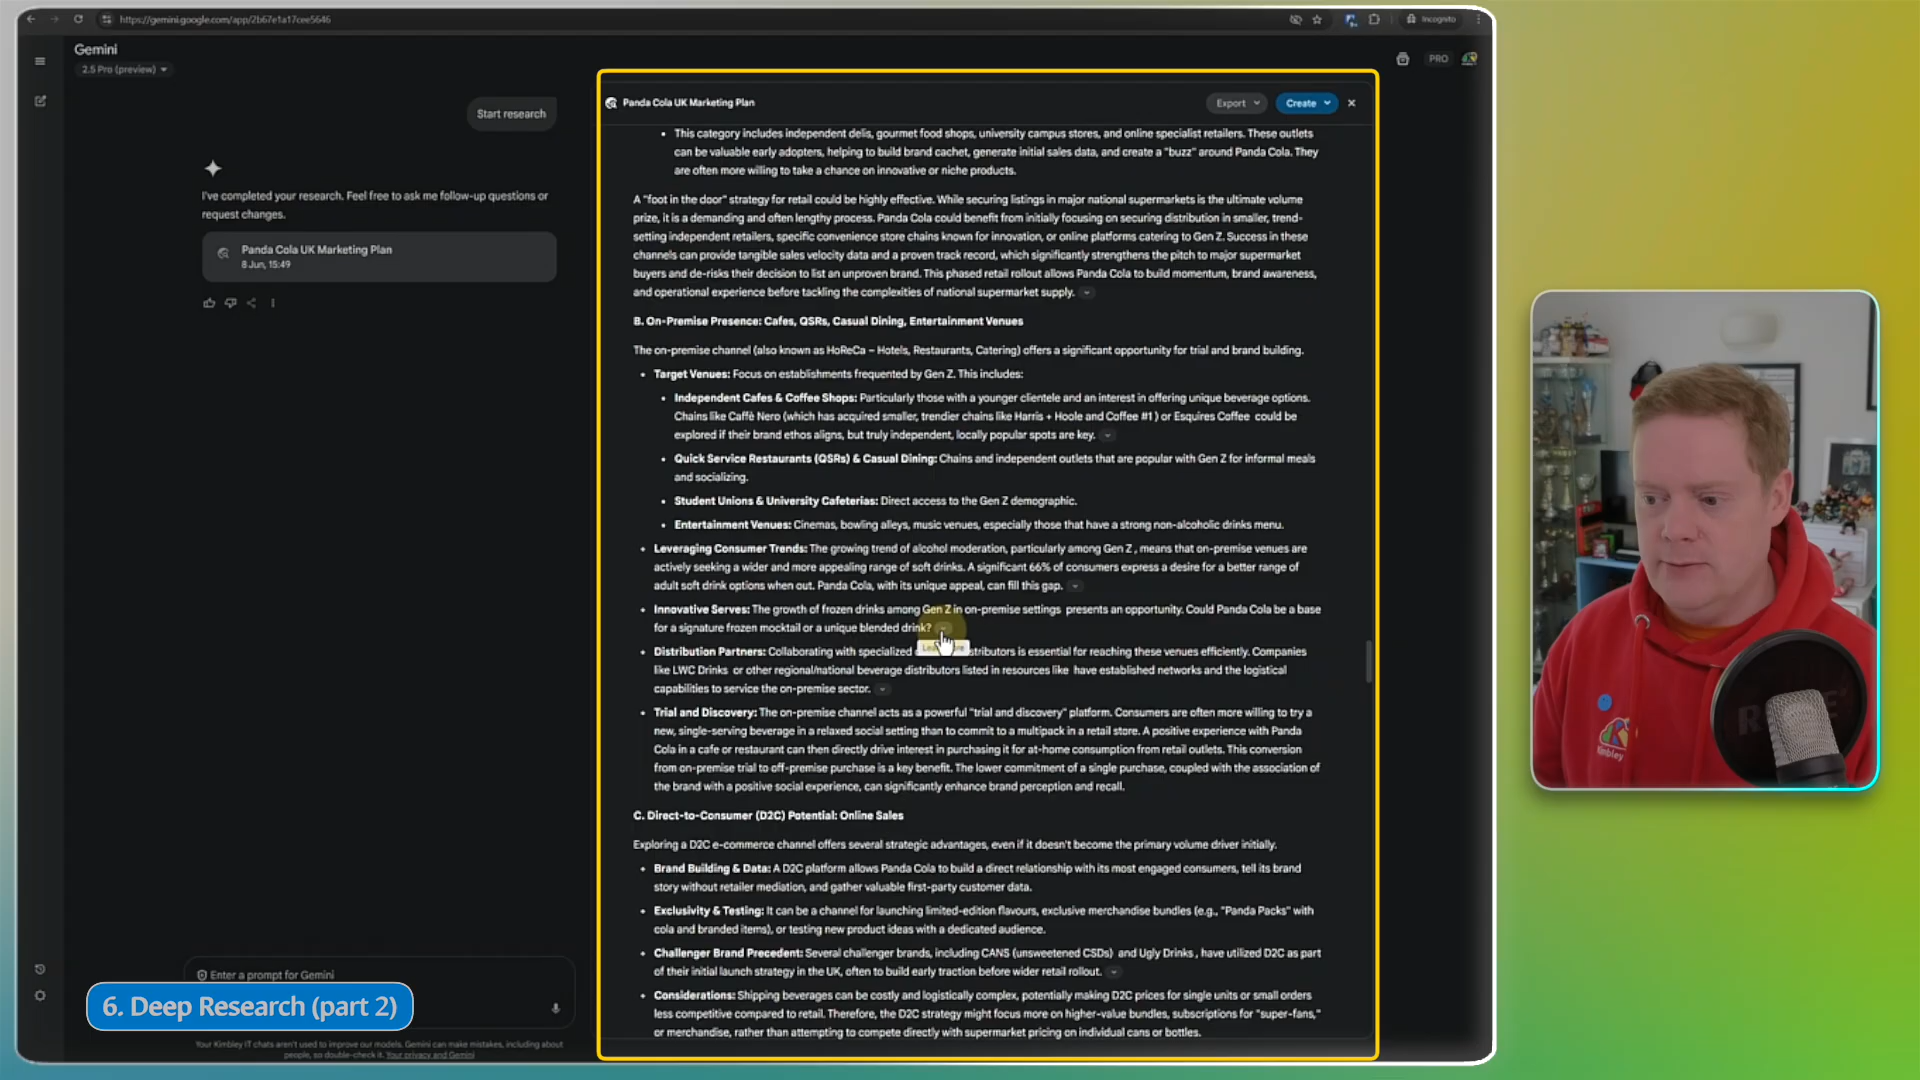 https://gemini.google.com/app/2b67e1a17cee5646
Incognito
Gemini
2.5 Pro (preview)
PRO
Start research
I've completed your research. Feel free to ask me follow-up questions or
request changes.
Panda Cola UK Marketing Plan
8 Jun, 15:49
Enter a prompt for Gemini
6. Deep Research (part 2)
Your Kimbley IT chats aren't used to improve our models. Gemini can make mistakes, including about
people, so double-check it. Your privacy and Gemini
Panda Cola UK Marketing Plan
Export
Create
• This category includes independent delis, gourmet food shops, university campus stores, and online specialist retailers. These outlets
can be valuable early adopters, helping to build brand cachet, generate initial sales data, and create a "buzz" around Panda Cola. They
are often more willing to take a chance on innovative or niche products.
A "foot in the door" strategy for retail could be highly effective. While securing listings in major national supermarkets is the ultimate volume
prize, it is a demanding and often lengthy process. Panda Cola could benefit from initially focusing on securing distribution in smaller, trend-
setting independent retailers, specific convenience store chains known for innovation, or online platforms catering to Gen Z. Success in these
channels can provide tangible sales velocity data and a proven track record, which significantly strengthens the pitch to major supermarket
buyers and de-risks their decision to list an unproven brand. This phased retail rollout allows Panda Cola to build momentum, brand awareness,
and operational experience before tackling the complexities of national supermarket supply.
B. On-Premise Presence: Cafes, QSRs, Casual Dining, Entertainment Venues
The on-premise channel (also known as HoReCa – Hotels, Restaurants, Catering) offers a significant opportunity for trial and brand building.
• Target Venues: Focus on establishments frequented by Gen Z. This includes:
• Independent Cafes & Coffee Shops: Particularly those with a younger clientele and an interest in offering unique beverage options.
Chains like Caffè Nero (which has acquired smaller, trendier chains like Harris + Hoole and Coffee #1 ) or Esquires Coffee could be
explored if their brand ethos aligns, but truly independent, locally popular spots are key.
• Quick Service Restaurants (QSRs) & Casual Dining: Chains and independent outlets that are popular with Gen Z for informal meals
and socializing.
• Student Unions & University Cafeterias: Direct access to the Gen Z demographic.
• Entertainment Venues: Cinemas, bowling alleys, music venues, especially those that have a strong non-alcoholic drinks menu.
• Leveraging Consumer Trends: The growing trend of alcohol moderation, particularly among Gen Z , means that on-premise venues are
actively seeking a wider and more appealing range of soft drinks. A significant 66% of consumers express a desire for a better range of
adult soft drink options when out. Panda Cola, with its unique appeal, can fill this gap.
• Innovative Serves: The growth of frozen drinks among Gen Z in on-premise settings presents an opportunity. Could Panda Cola be a base
for a signature frozen mocktail or a unique blended drink?
• Distribution Partners: Collaborating with specialized is essential for reaching these venues efficiently. Companies
like LWC Drinks or other regional/national beverage distributors listed in resources like have established networks and the logistical
capabilities to service the on-premise sector.
• Trial and Discovery: The on-premise channel acts as a powerful "trial and discovery" platform. Consumers are often more willing to try a
new, single-serving beverage in a relaxed social setting than to commit to a multipack in a retail store. A positive experience with Panda
Cola in a cafe or restaurant can then directly drive interest in purchasing it for at-home consumption from retail outlets. This conversion
from on-premise trial to off-premise purchase is a key benefit. The lower commitment of a single purchase, coupled with the association of
the brand with a positive social experience, can significantly enhance brand perception and recall.
C. Direct-to-Consumer (D2C) Potential: Online Sales
Exploring a D2C e-commerce channel offers several strategic advantages, even if it doesn't become the primary volume driver initially.
• Brand Building & Data: A D2C platform allows Panda Cola to build a direct relationship with its most engaged consumers, tell its brand
story without retailer mediation, and gather valuable first-party customer data.
• Exclusivity & Testing: It can be a channel for launching limited-edition flavours, exclusive merchandise bundles (e.g., "Panda Packs" with
cola and branded items), or testing new product ideas with a dedicated audience.
• Challenger Brand Precedent: Several challenger brands, including CANS (unsweetened CSDs) and Ugly Drinks , have utilized D2C as part
of their initial launch strategy in the UK, often to build early traction before wider retail rollout.
• Considerations: Shipping beverages can be costly and logistically complex, potentially making D2C prices for single units or small orders
less competitive compared to retail. Therefore, the D2C strategy might focus more on higher-value bundles, subscriptions for "super-fans,"
or merchandise, rather than attempting to compete directly with supermarket pricing on individual cans or bottles.
Kimbley